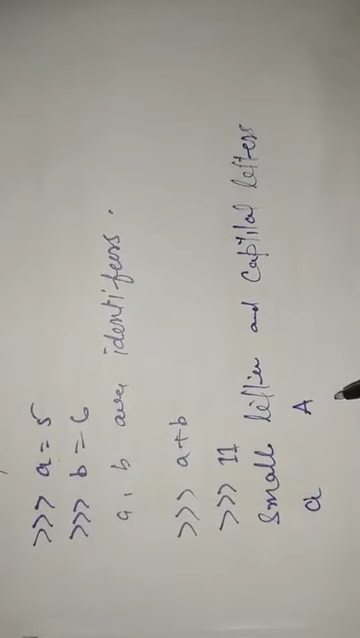 >>> a = 5
>>> b = 6
a, b are identifiers.
>>> a+b
>>> 11
Small letter and Capital letters
a A